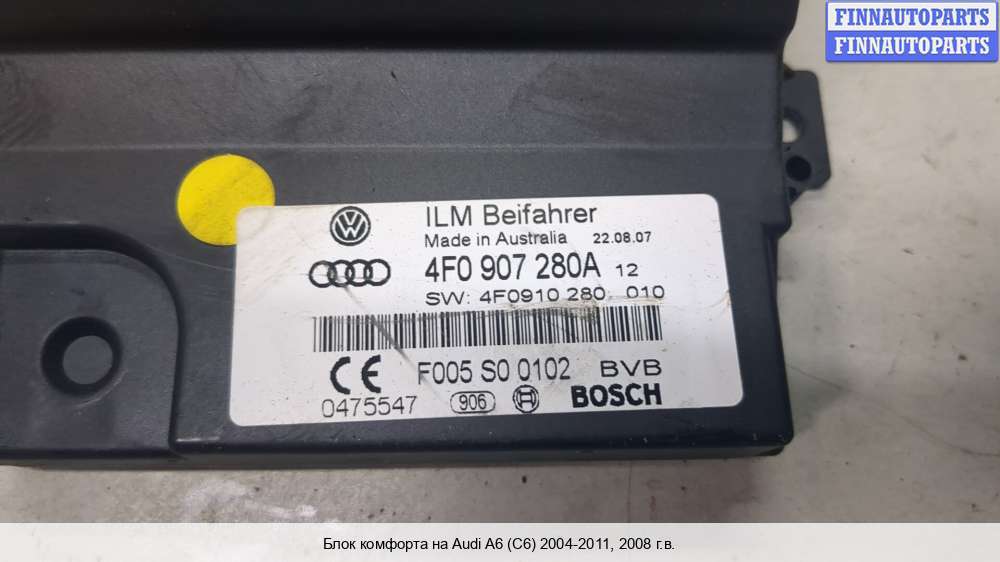 FINNAUTOPARTS
FINNAUTOPARTS
ILM Beifahrer
Made in Australia 22.08.07
4F0 907 280A 12
SW: 4F0910 280 010
CE F005 S0 0102 BVB
0475547 906 BOSCH
Блок комфорта на Audi A6 (C6) 2004-2011, 2008 г.в.